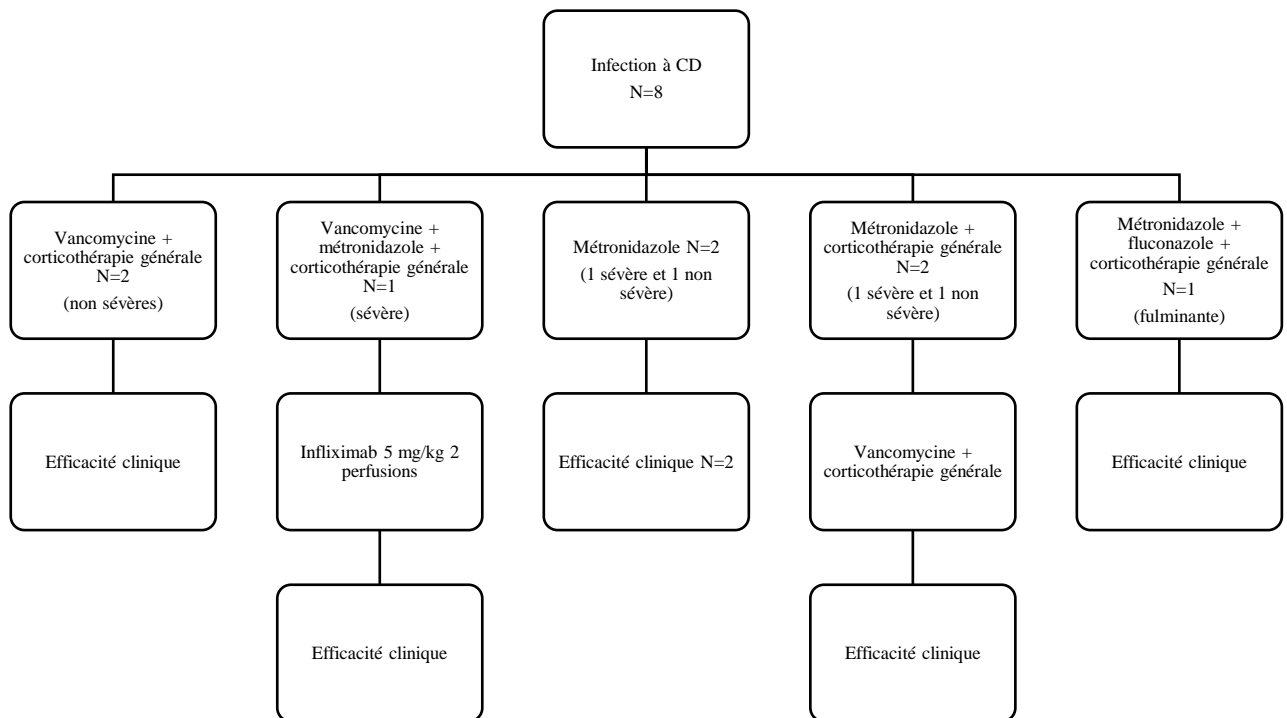 Infection à CD
N=8
Vancomycine +
corticothérapie générale
N=2
(non sévères)
Vancomycine +
métronidazole +
corticothérapie générale
N=1
(sévère)
Métronidazole N=2
(1 sévère et 1 non
sévère)
Métronidazole +
corticothérapie générale
N=2
(1 sévère et 1 non
sévère)
Métronidazole +
fluconazole +
corticothérapie générale
N=1
(fulminante)
Efficacité clinique
Infliximab 5 mg/kg 2
perfusions
Efficacité clinique N=2
Vancomycine +
corticothérapie générale
Efficacité clinique
Efficacité clinique
Efficacité clinique